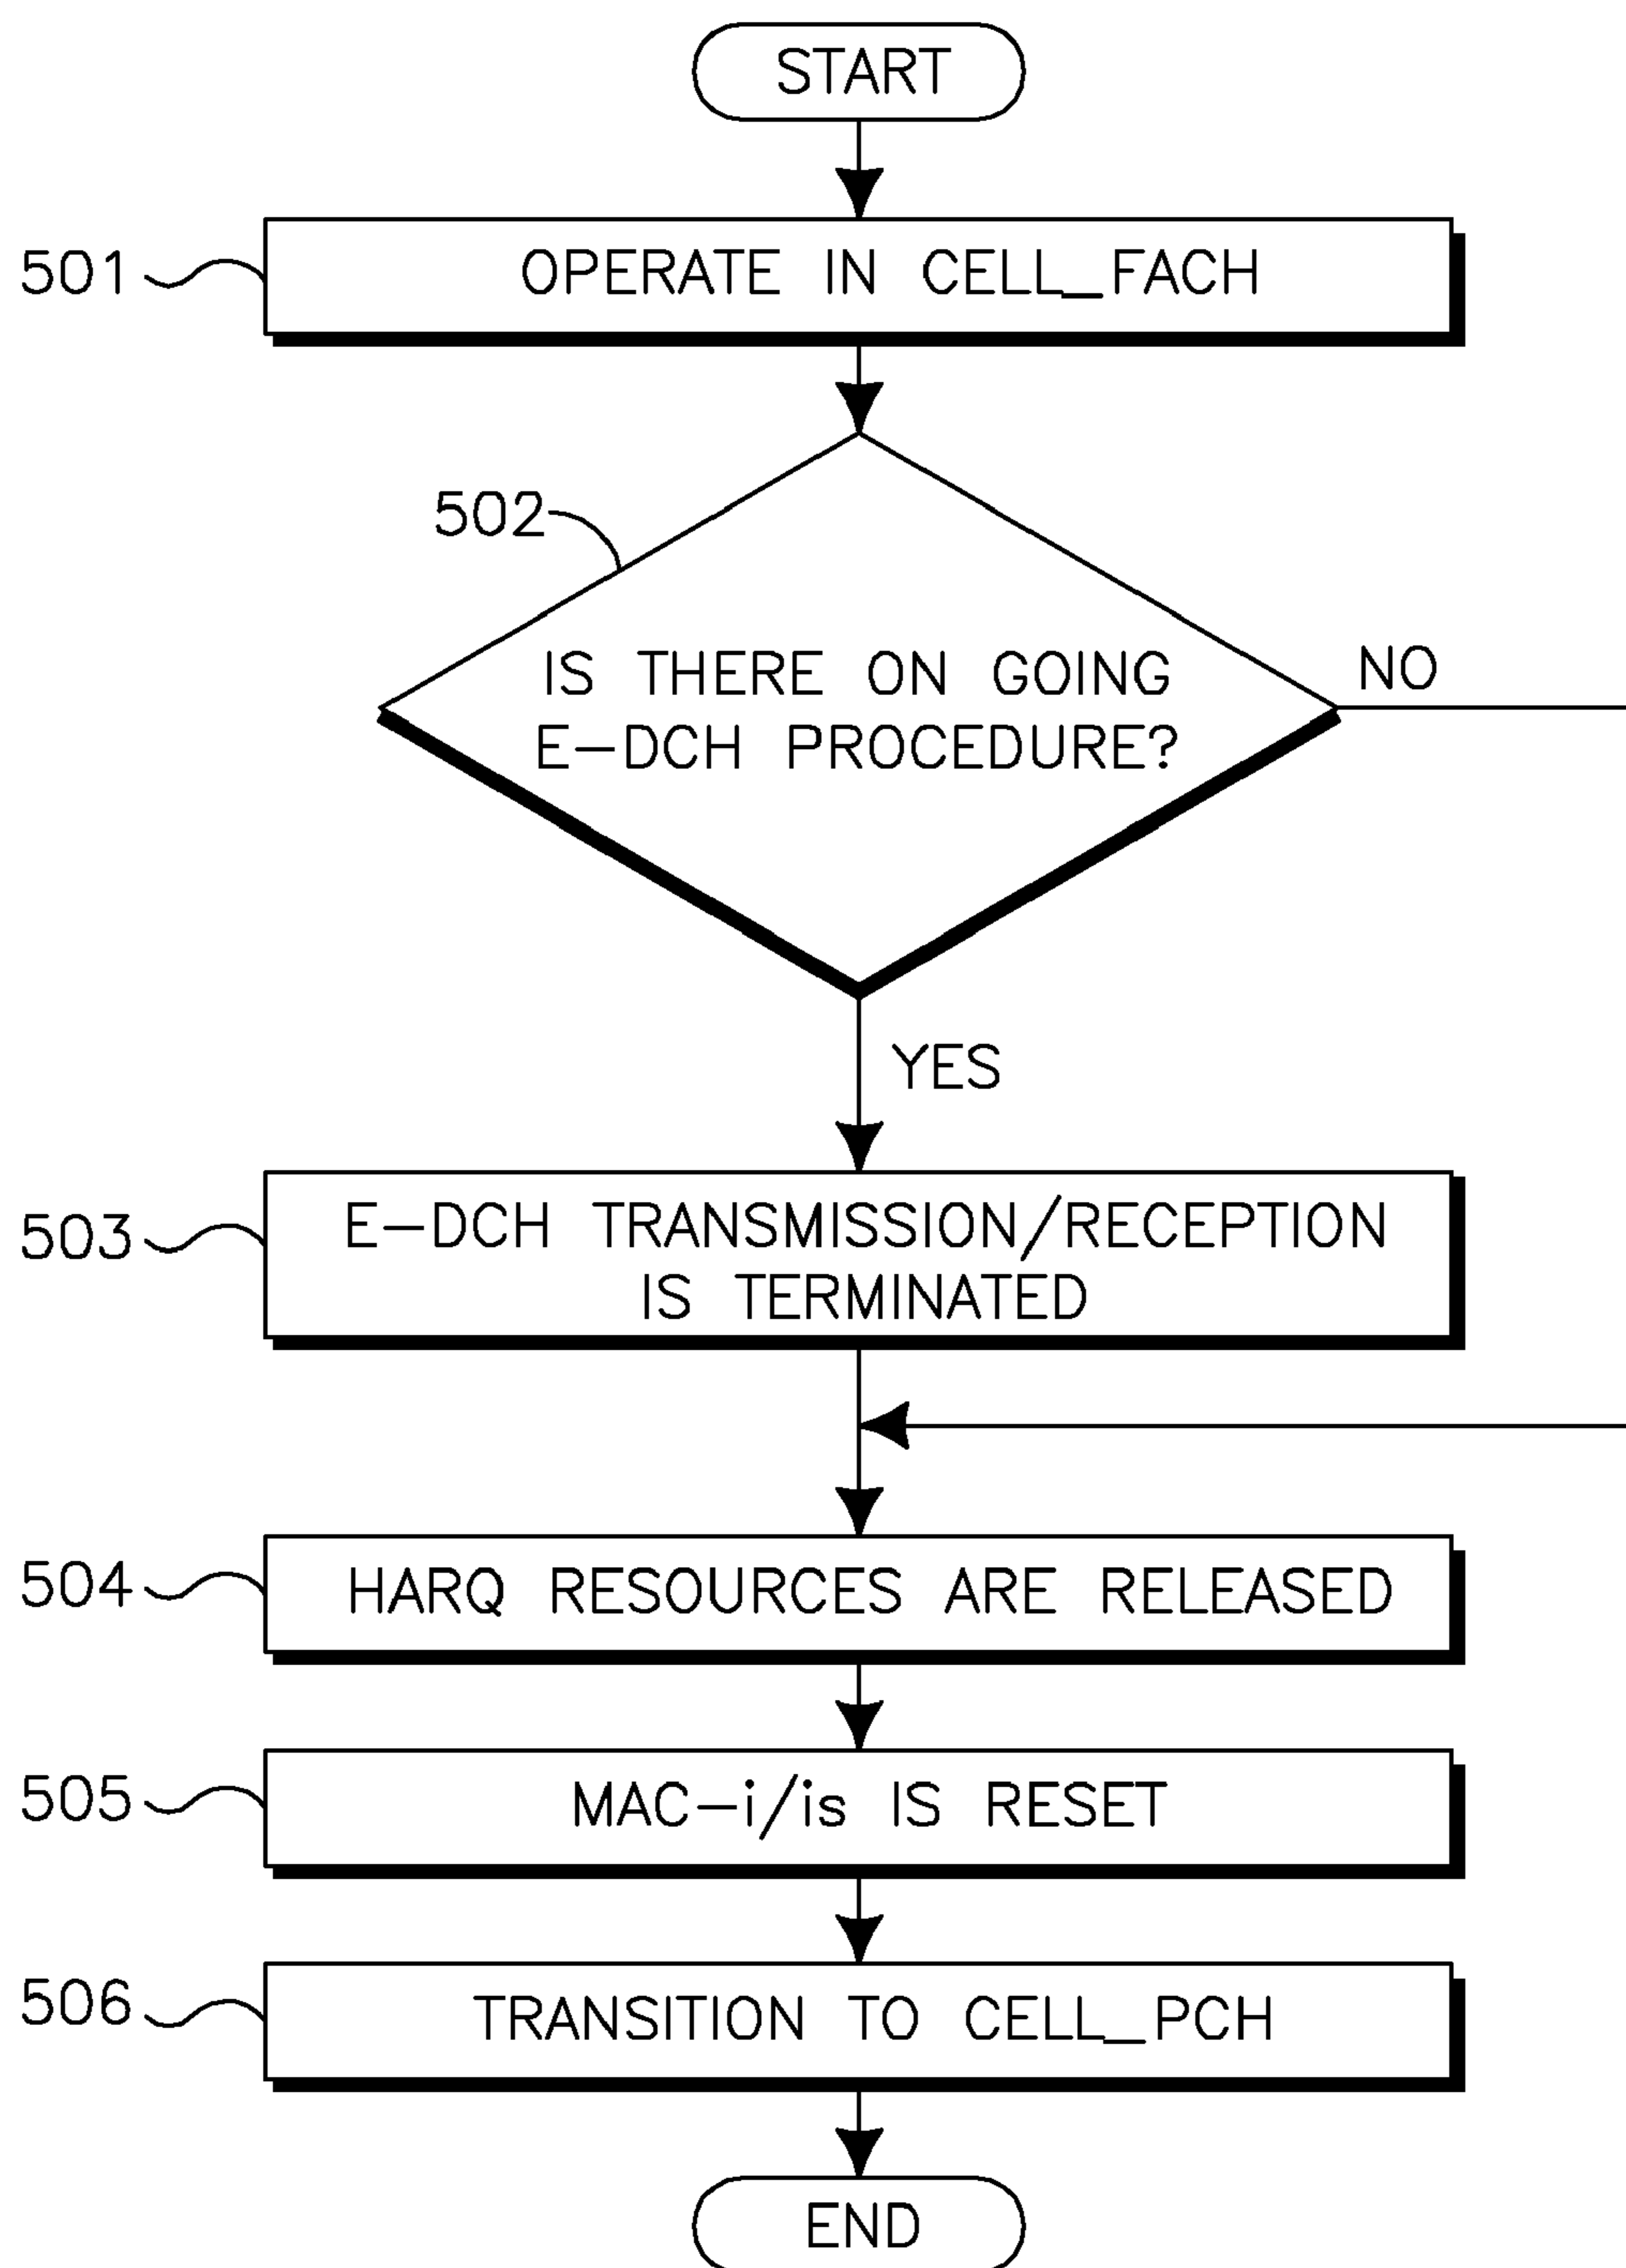 START
501
OPERATE IN CELL_FACH
502
IS THERE ON GOING
E-DCH PROCEDURE?
NO
YES
503
E-DCH TRANSMISSION/RECEPTION
IS TERMINATED
504
HARQ RESOURCES ARE RELEASED
505
MAC-i/is IS RESET
506
TRANSITION TO CELL_PCH
END